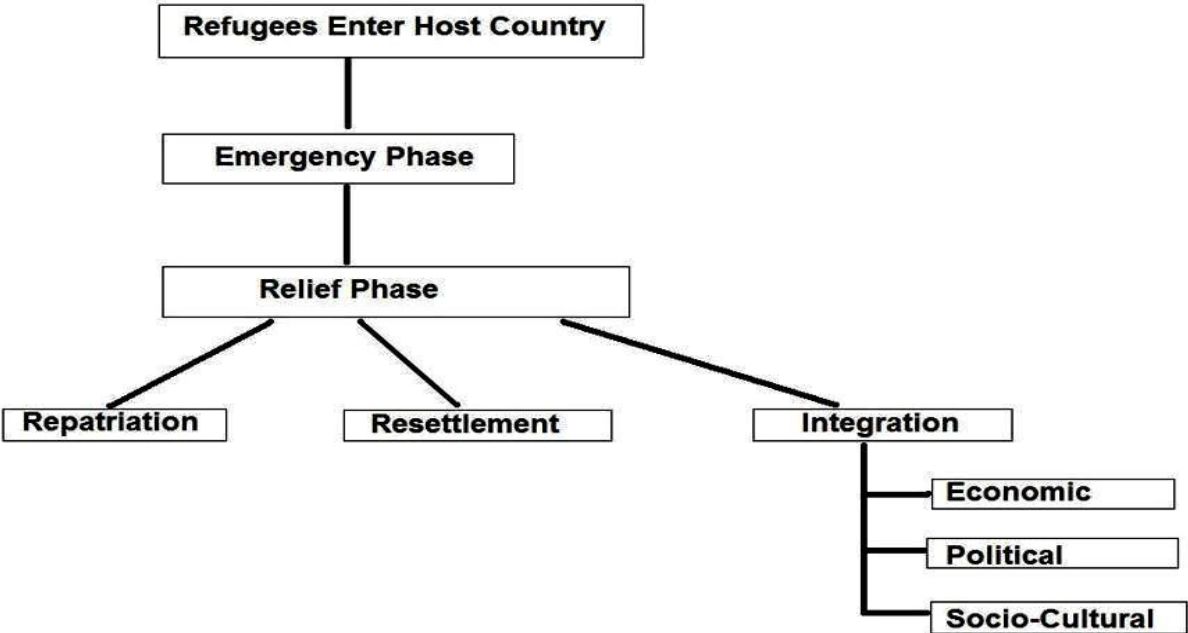 Refugees Enter Host Country
Emergency Phase
Relief Phase
Repatriation
Resettlement
Integration
Economic
Political
Socio-Cultural